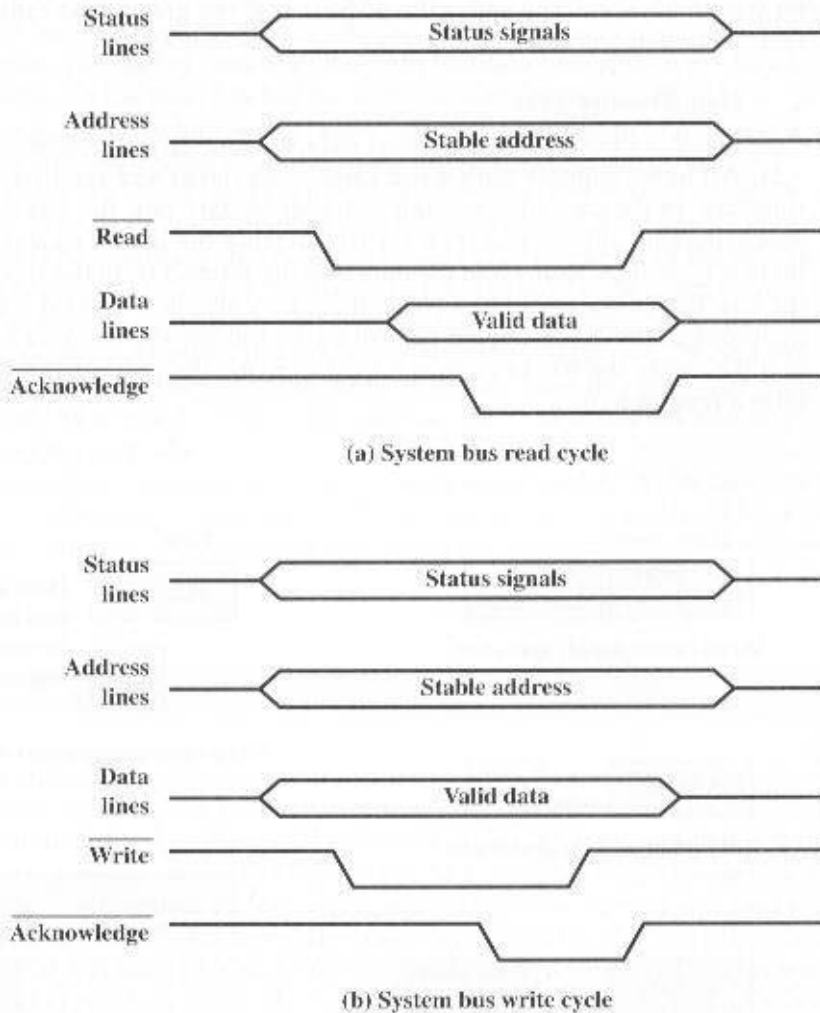 Status
lines
Status signals
Address
lines
Stable address
Read
Data
lines
Valid data
Acknowledge
(a) System bus read cycle
Status
lines
Status signals
Address
lines
Stable address
Data
lines
Valid data
Write
Acknowledge
(b) System bus write cycle